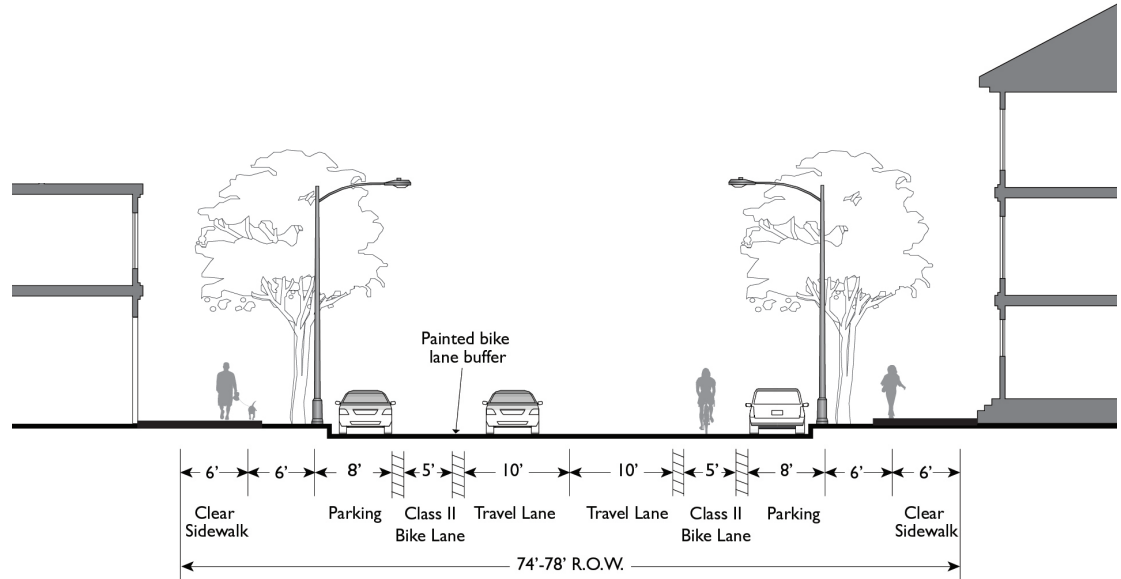 Painted bike
lane buffer
6’ 6’ 8’ 5’ 10’ 10’ 5’ 8’ 6’ 6’
Clear
Sidewalk
Parking
Class II
Bike Lane
Travel Lane
Travel Lane
Class II
Bike Lane
Parking
Clear
Sidewalk
74’-78’ R.O.W.